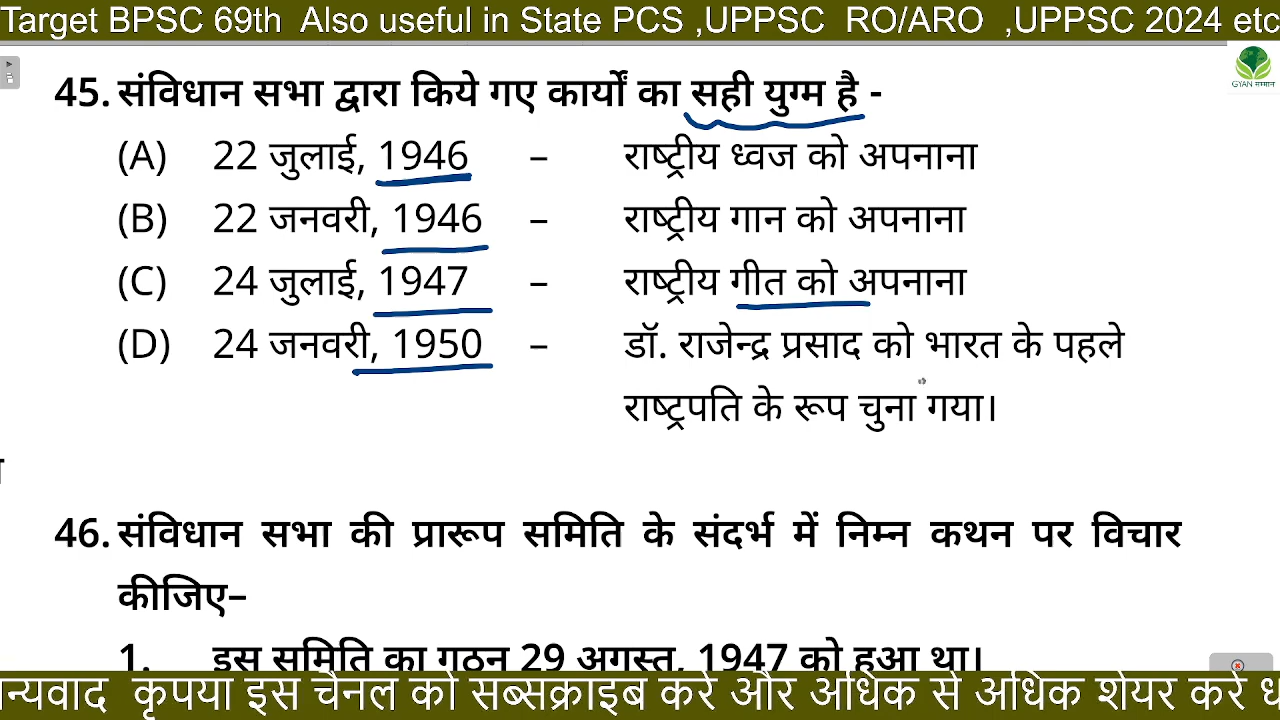 Target BPSC 69th Also useful in State PCS ,UPPSC RO/ARO ,UPPSC 2024 etc
GYAN सम्मान
45. संविधान सभा द्वारा किये गए कार्यों का सही युग्म है -
(A) 22 जुलाई, 1946 – राष्ट्रीय ध्वज को अपनाना
(B) 22 जनवरी, 1946 – राष्ट्रीय गान को अपनाना
(C) 24 जुलाई, 1947 – राष्ट्रीय गीत को अपनाना
(D) 24 जनवरी, 1950 – डॉ. राजेन्द्र प्रसाद को भारत के पहले
राष्ट्रपति के रूप चुना गया।
46. संविधान सभा की प्रारूप समिति के संदर्भ में निम्न कथन पर विचार
कीजिए–
1. इस समिति का गठन 29 अगस्त, 1947 को हुआ था।
न्यवाद कृपया इस चैनल को सब्सक्राइब करें और अधिक से अधिक शेयर करें